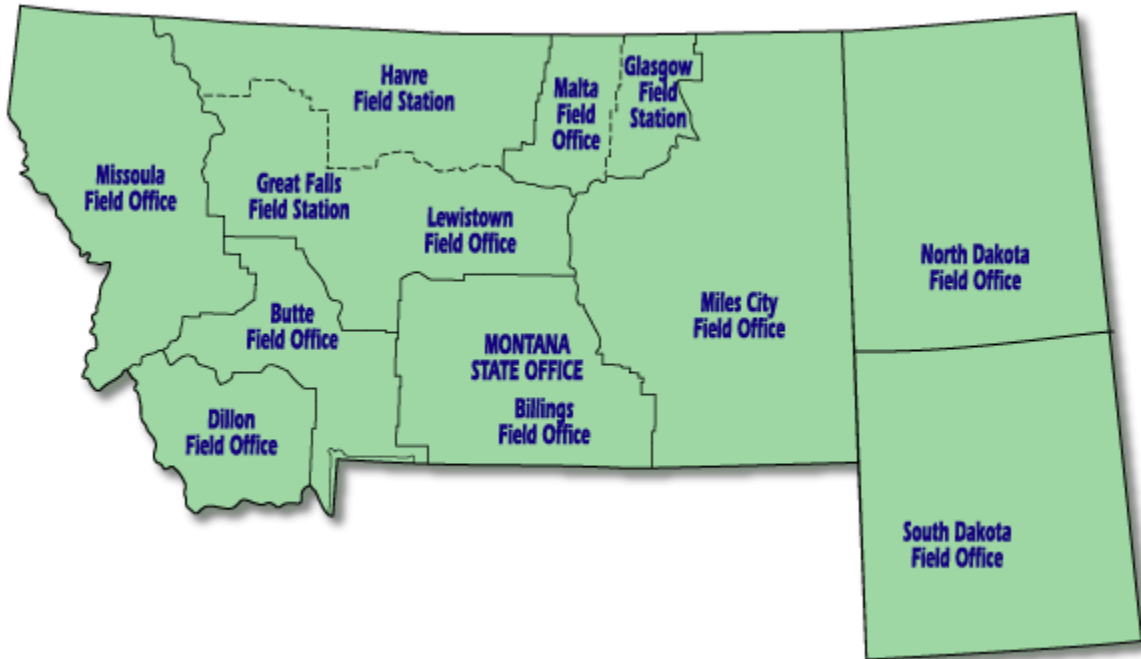 Havre
Field Station
Malta
Field
Office
Glasgow
Field
Station
Missoula
Field Office
Great Falls
Field Station
Lewistown
Field Office
North Dakota
Field Office
Butte
Field Office
Miles City
Field Office
MONTANA
STATE OFFICE
Billings
Field Office
Dillon
Field Office
South Dakota
Field Office